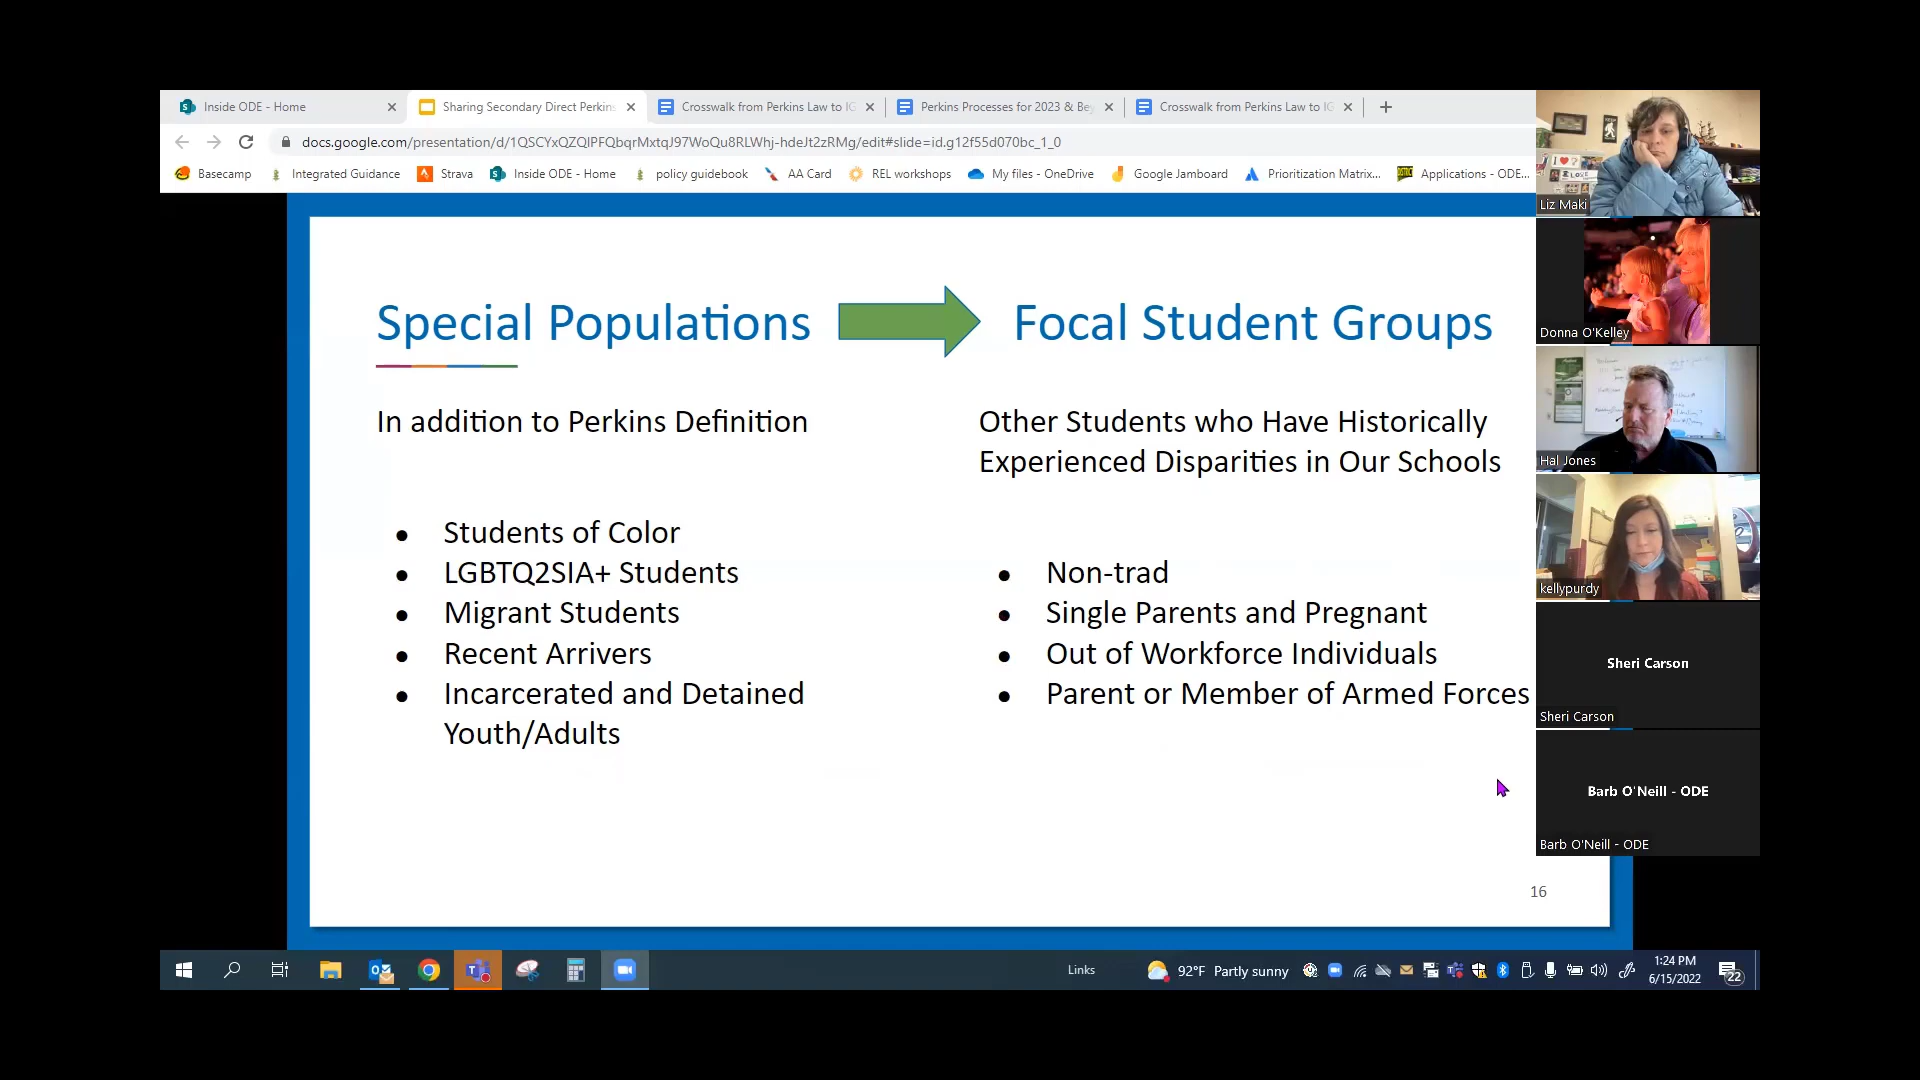 Inside ODE - Home
Sharing Secondary Direct Perkins
Crosswalk from Perkins Law to IG
Perkins Processes for 2023 & Bey
Crosswalk from Perkins Law to IG
docs.google.com/presentation/d/1QSCYxQZQlPFQbqrMxtqJ97WoQu8RLWhj-hdeJt2zRMg/edit#slide=id.g12f55d070bc_1_0
Basecamp
Integrated Guidance
Strava
Inside ODE - Home
policy guidebook
AA Card
REL workshops
My files - OneDrive
Google Jamboard
Prioritization Matrix...
Applications - ODE...
Special Populations
Focal Student Groups
In addition to Perkins Definition
Other Students who Have Historically
Experienced Disparities in Our Schools
● Students of Color
● LGBTQ2SIA+ Students
● Migrant Students
● Recent Arrivers
● Incarcerated and Detained
Youth/Adults
● Non-trad
● Single Parents and Pregnant
● Out of Workforce Individuals
● Parent or Member of Armed Forces
16
Liz Maki
Donna O'Kelley
Hal Jones
kellypurdy
Sheri Carson
Sheri Carson
Barb O'Neill - ODE
Barb O'Neill - ODE
Links
92°F Partly sunny
1:24 PM
6/15/2022
22